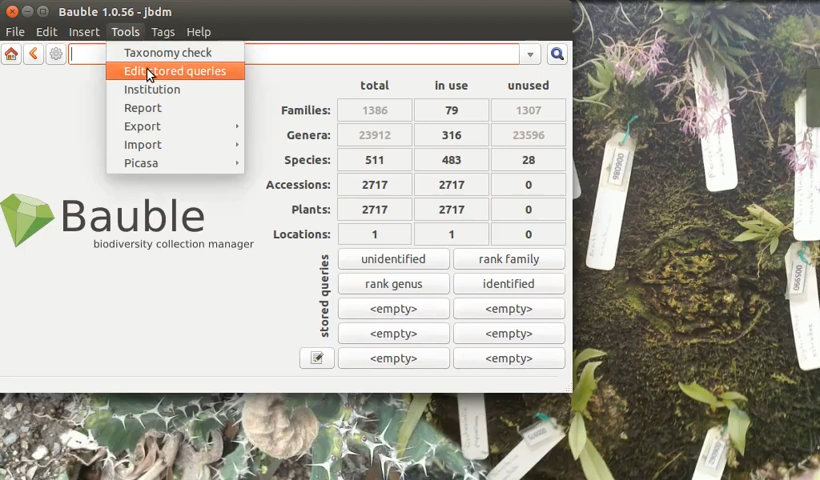 Bauble 1.0.56 - jbdm
File Edit Insert Tools Tags Help
Taxonomy check
Edit stored queries
Institution
Report
Export
Import
Picasa
total in use unused
Families: 1386 79 1307
Genera: 23912 316 23596
Species: 511 483 28
Accessions: 2717 2717 0
Plants: 2717 2717 0
Locations: 1 1 0
Bauble
biodiversity collection manager
stored queries
unidentified rank family
rank genus identified
<empty> <empty>
<empty> <empty>
<empty> <empty>